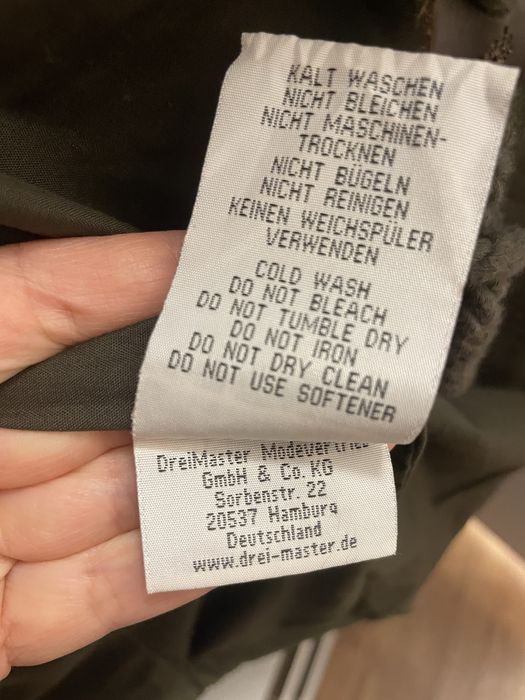 KALT WASCHEN
NICHT BLEICHEN
NICHT MASCHINEN-
TROCKNEN
NICHT BÜGELN
NICHT REINIGEN
KEINEN WEICHSPÜLER
VERWENDEN
COLD WASH
DO NOT BLEACH
DO NOT TUMBLE DRY
DO NOT IRON
DO NOT DRY CLEAN
DO NOT USE SOFTENER
DreiMaster Modevertrieb
GmbH & Co. KG
Sorbenstr. 22
20537 Hamburg
Deutschland
www.drei-master.de